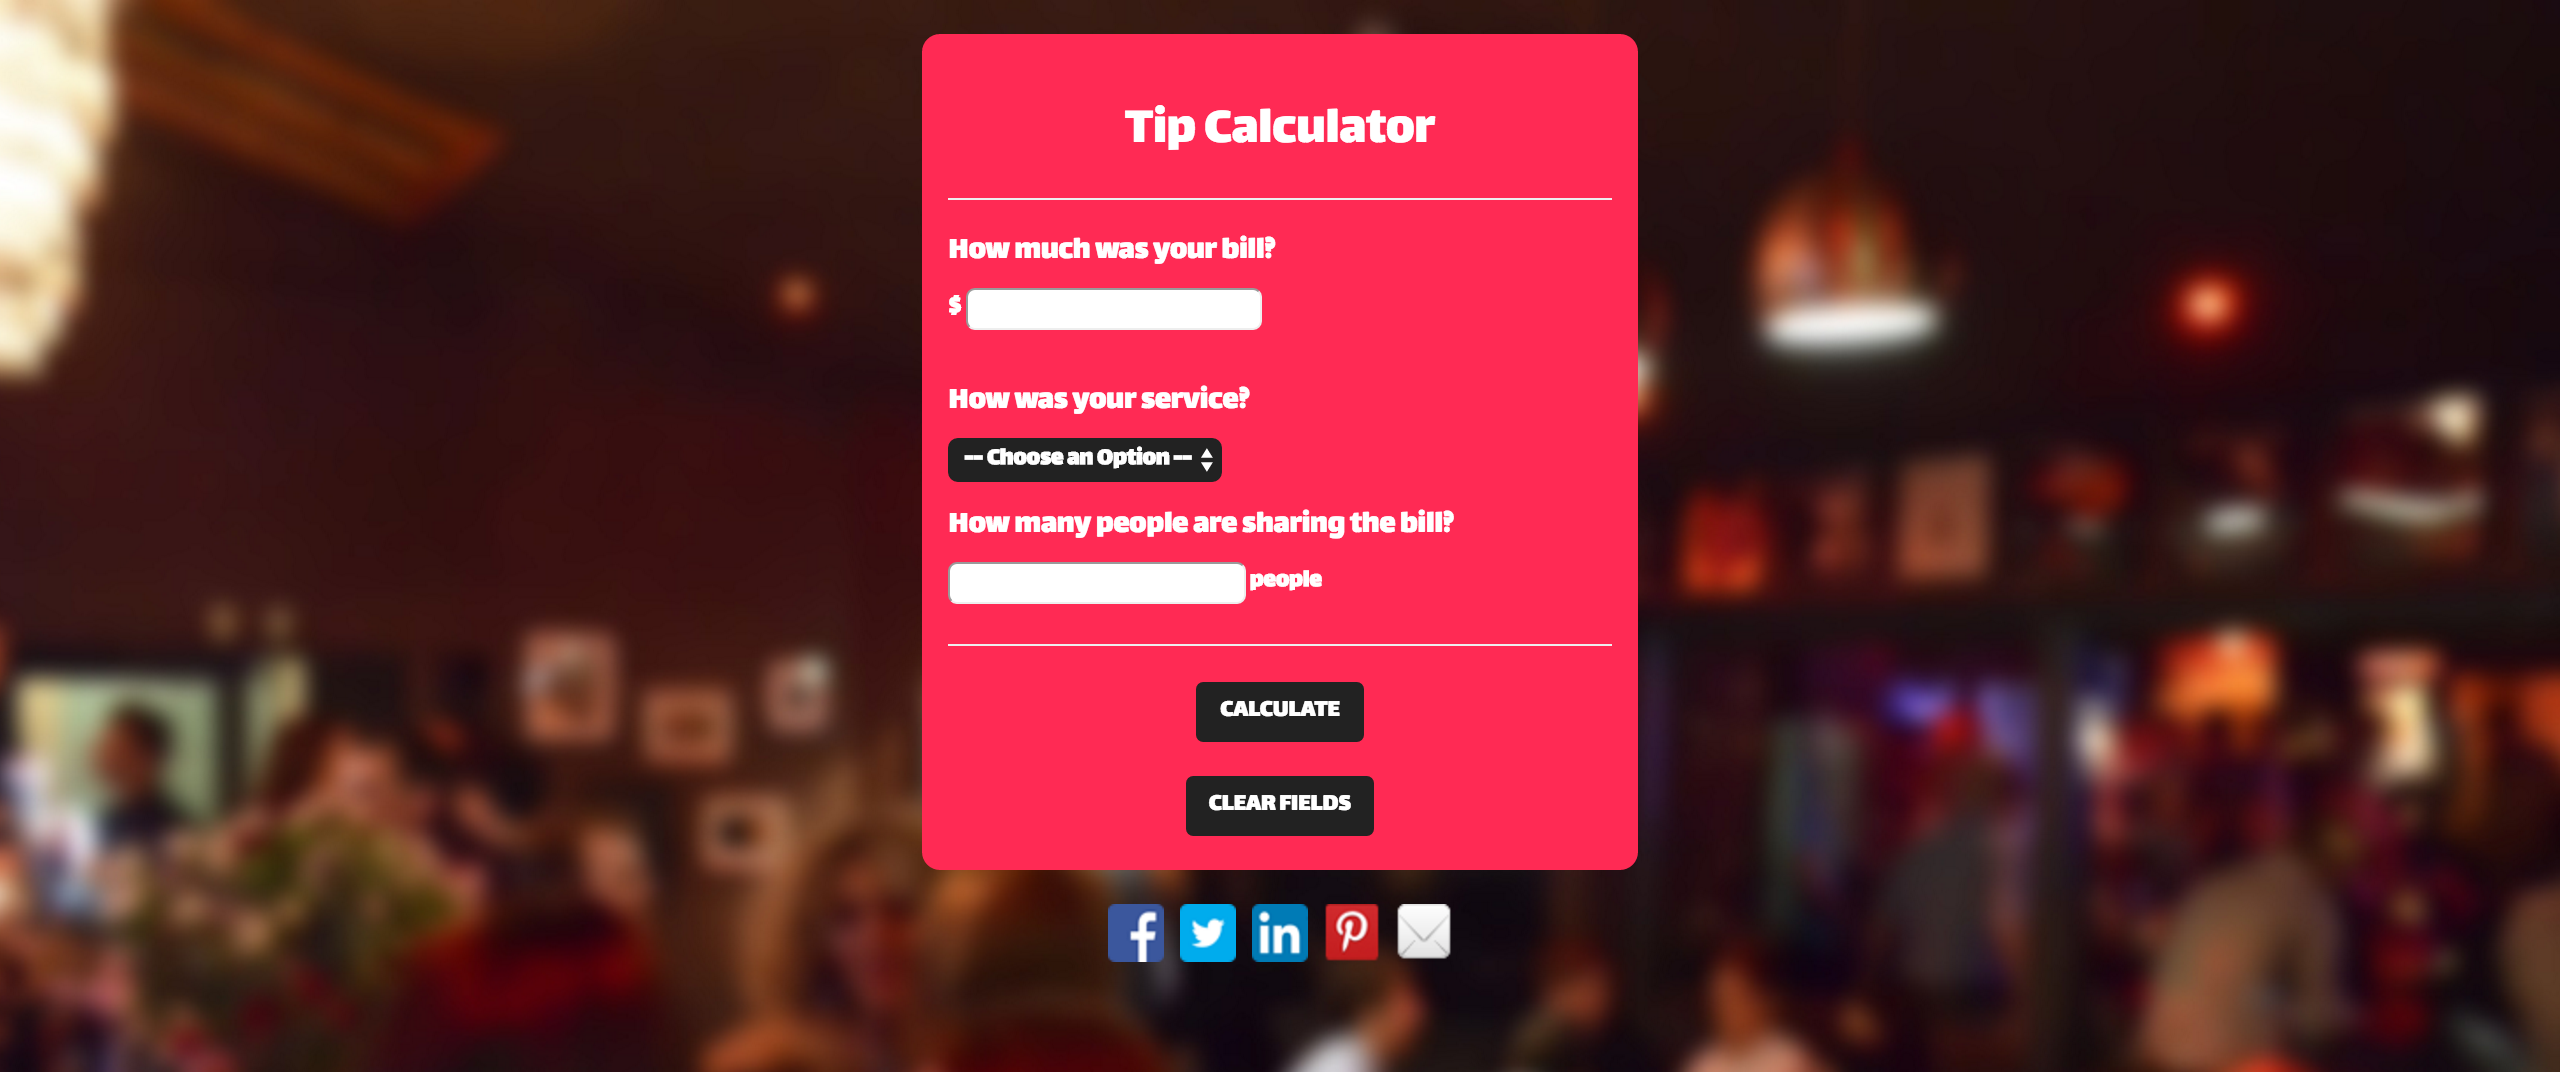 Tip Calculator
How much was your bill?
$
How was your service?
-- Choose an Option --
How many people are sharing the bill?
people
CALCULATE
CLEAR FIELDS